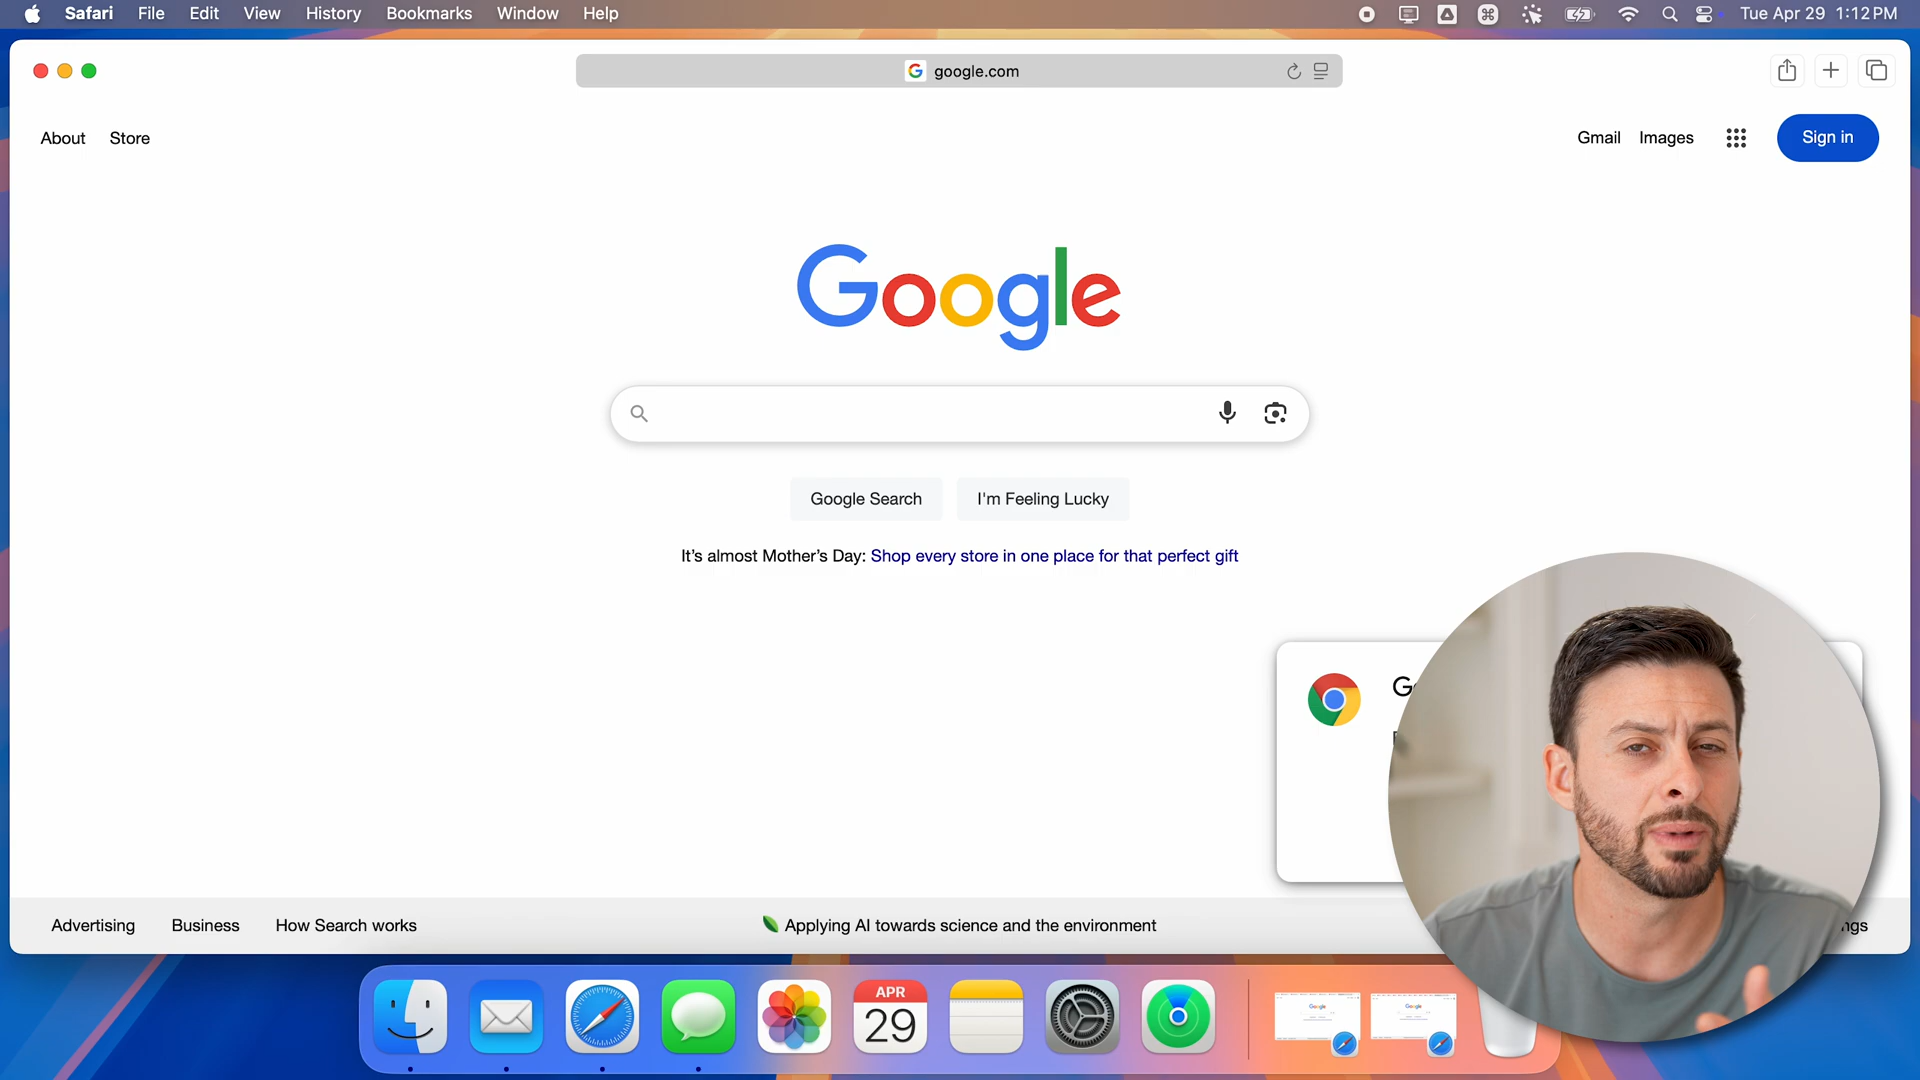 Safari File Edit View History Bookmarks Window Help
Tue Apr 29 1:12 PM
google.com
About Store
Gmail Images Sign in
Google
Google Search I'm Feeling Lucky
It's almost Mother's Day: Shop every store in one place for that perfect gift
Advertising Business How Search works
Applying AI towards science and the environment
APR
29